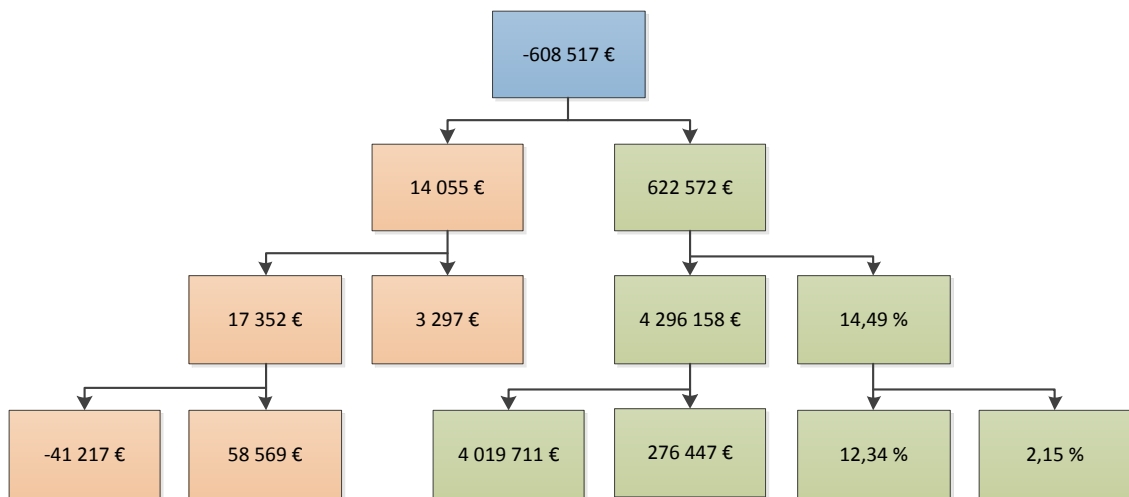 -608 517 €
14 055 €
622 572 €
17 352 €
3 297 €
4 296 158 €
14,49 %
-41 217 €
58 569 €
4 019 711 €
276 447 €
12,34 %
2,15 %